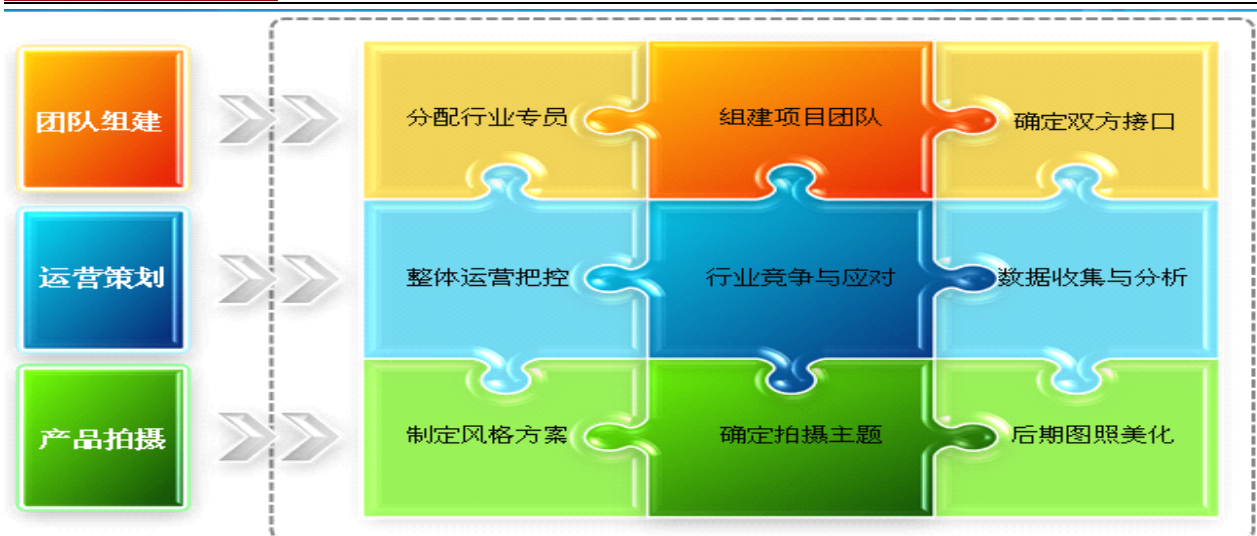 团队组建
分配行业专员
组建项目团队
确定双方接口
运营策划
整体运营把控
行业竞争与应对
数据收集与分析
产品拍摄
制定风格方案
确定拍摄主题
后期图照美化